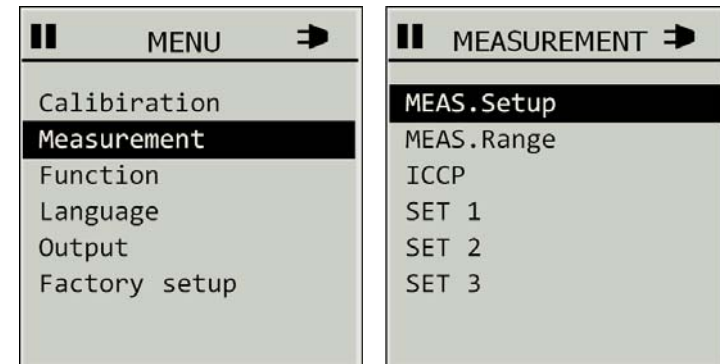 MENU
Calibiration
Measurement
Function
Language
Output
Factory setup
MEASUREMENT
MEAS.Setup
MEAS.Range
ICCP
SET 1
SET 2
SET 3